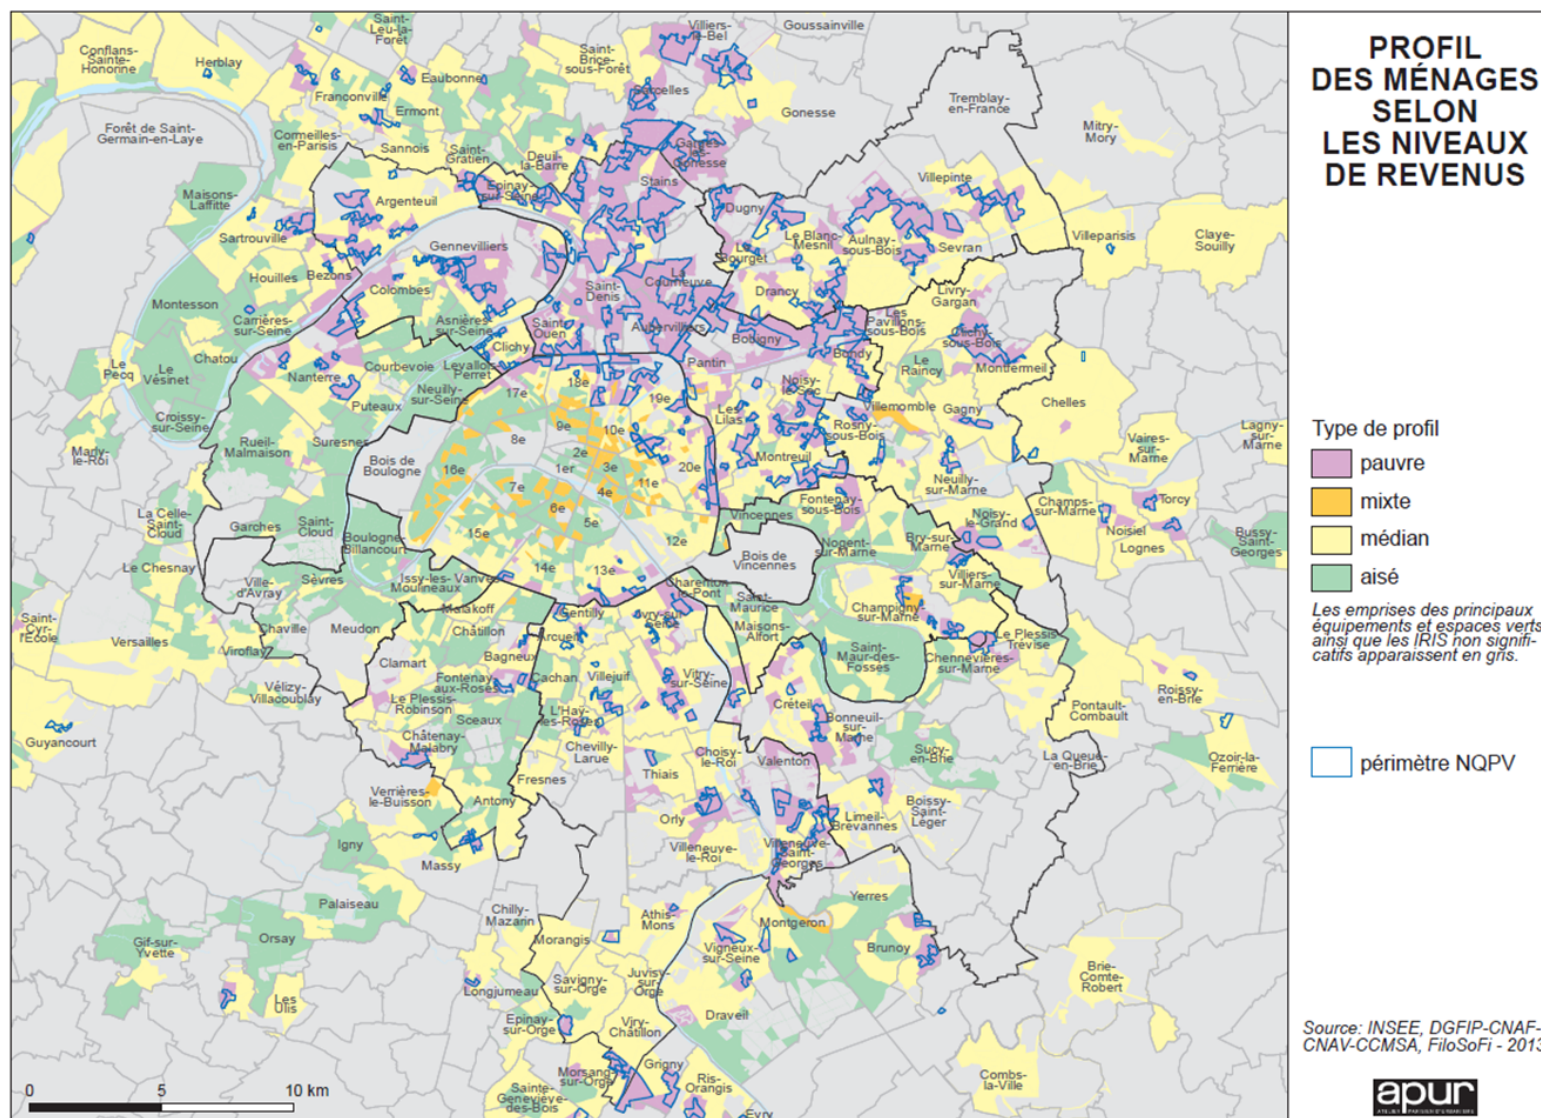 PROFIL
DES MÉNAGES
SELON
LES NIVEAUX
DE REVENUS
Type de profil
pauvre
mixte
médian
aisé
Les emprises des principaux
équipements et espaces verts
ainsi que les IRIS non signifi-
catifs apparaissent en gris.
périmètre NQPV
Source: INSEE, DGFIP-CNAF-
CNAV-CCMSA, FiloSoFi - 2013
apur
0
5
10 km
Saint-
Leu-la-
Forêt
Villiers-
le-Bel
Goussainville
Conflans-
Sainte-
Honorine
Herblay
Eaubonne
Saint-
Brice-
sous-Forêt
Franconville
Ermont
Sarcelles
Gonesse
Tremblay-
en-France
Mitry-
Mory
Forêt de Saint-
Germain-en-Laye
Cormeilles-
en-Parisis
Sannois
Saint-
Gratien
Deuil-
la-Barre
Garges-
lès-
Gonesse
Stains
Villepinte
Maisons-
Laffitte
Argenteuil
Epinay-
sur-Seine
Dugny
Sartrouville
Gennevilliers
Le Blanc-
Mesnil
Aulnay-
sous-Bois
Sevran
Villeparisis
Claye-
Souilly
Houilles
Bezons
Colombes
Le
Bourget
La
Courneuve
Saint-
Denis
Drancy
Livry-
Gargan
Montesson
Carrières-
sur-Seine
Asnières-
sur-Seine
Saint-
Ouen
Aubervilliers
Les
Pavillons-
sous-Bois
Clichy-
sous-Bois
Bobigny
Clichy
Chatou
Le
Pecq
Le
Vésinet
Nanterre
Courbevoie
Levallois-
Perret
Neuilly-
sur-Seine
Pantin
Bondy
Le
Raincy
Montfermeil
Noisy-
le-Sec
Puteaux
17e
18e
19e
Les
Lilas
Villemomble
Gagny
Chelles
Croissy-
sur-Seine
8e
9e
10e
Rosny-
sous-Bois
Lagny-
sur-
Marne
Vaires-
sur-
Marne
Marly-
le-Roi
Rueil-
Malmaison
Suresnes
Bois de
Boulogne
16e
1er
2e
3e
20e
Montreuil
7e
4e
11e
Neuilly-
sur-Marne
6e
5e
Fontenay-
sous-Bois
Champs-
sur-Marne
Torcy
La Celle-
Saint-
Cloud
Garches
Saint-
Cloud
Boulogne-
Billancourt
15e
12e
Vincennes
Noisy-
le-Grand
Noisiel
Lognes
Bussy-
Saint-
Georges
Nogent-
sur-Marne
Bry-sur-
Marne
Bois de
Vincennes
Le Chesnay
Ville-
d'Avray
Sèvres
Issy-les-
Moulineaux
Vanves
14e
13e
Charenton-
le-Pont
Villiers-
sur-Marne
Saint-
Maurice
Champigny-
sur-Marne
Saint-
Cyr-
l'Ecole
Versailles
Chaville
Viroflay
Meudon
Malakoff
Châtillon
Gentilly
Ivry-sur-
Seine
Maisons-
Alfort
Arcueil
Le Plessis-
Trévise
Clamart
Bagneux
Saint-
Maur-des-
Fosses
Chennevières-
sur-Marne
Fontenay-
aux-Roses
Cachan
Villejuif
Vitry-
sur-Seine
Vélizy-
Villacoublay
Le Plessis-
Robinson
Sceaux
L'Hay-
les-Roses
Créteil
Roissy-
en-Brie
Pontault-
Combault
Guyancourt
Châtenay-
Malabry
Chevilly-
Larue
Bonneuil-
sur-
Marne
Choisy-
le-Roi
Sucy-
en-Brie
La Queue-
en-Brie
Ozoir-la-
Ferrière
Valenton
Thiais
Fresnes
Verrières-
le-Buisson
Antony
Orly
Limeil-
Brévannes
Boissy-
Saint-
Léger
Igny
Massy
Villeneuve-
le-Roi
Villeneuve-
Saint-
Georges
Palaiseau
Chilly-
Mazarin
Athis-
Mons
Yerres
Montgeron
Gif-sur-
Yvette
Orsay
Morangis
Vigneux-
sur-Seine
Brunoy
Brie-
Comte-
Robert
Les
Ulis
Longjumeau
Savigny-
sur-Orge
Juvisy-
sur-
Orge
Epinay-
sur-Orge
Viry-
Châtillon
Draveil
Morsang-
sur-Orge
Grigny
Ris-
Orangis
Combs-
la-Ville
Sainte-
Geneviève-
des-Bois
Evry